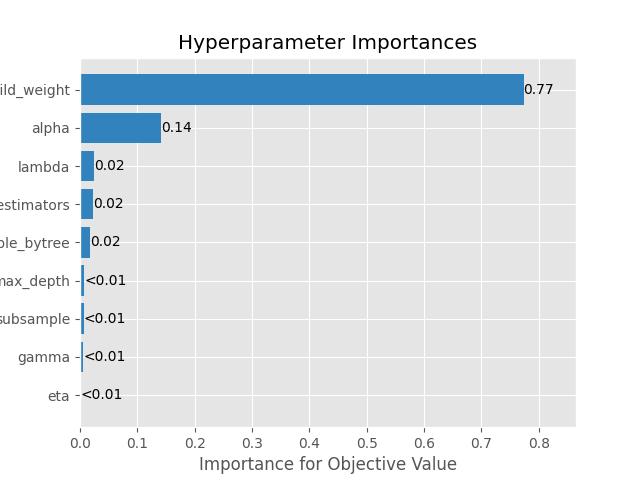 Hyperparameter Importances
ild_weight 0.77
alpha 0.14
lambda 0.02
estimators 0.02
ple_bytree 0.02
max_depth <0.01
subsample <0.01
gamma <0.01
eta <0.01
0.0 0.1 0.2 0.3 0.4 0.5 0.6 0.7 0.8
Importance for Objective Value